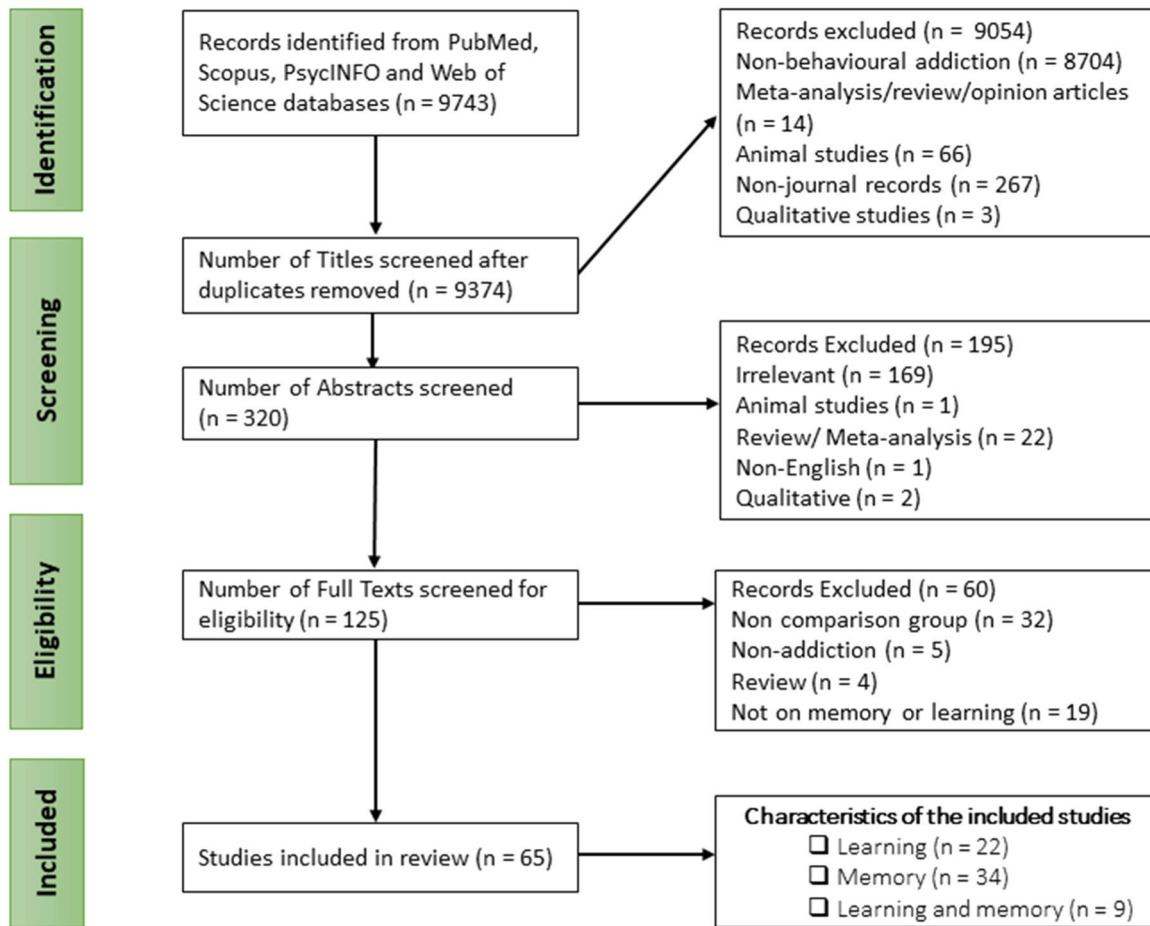 Identification
Records identified from PubMed,
Scopus, PsycINFO and Web of
Science databases (n = 9743)
Records excluded (n = 9054)
Non-behavioural addiction (n = 8704)
Meta-analysis/review/opinion articles
(n = 14)
Animal studies (n = 66)
Non-journal records (n = 267)
Qualitative studies (n = 3)
Screening
Number of Titles screened after
duplicates removed (n = 9374)
Number of Abstracts screened
(n = 320)
Records Excluded (n = 195)
Irrelevant (n = 169)
Animal studies (n = 1)
Review/ Meta-analysis (n = 22)
Non-English (n = 1)
Qualitative (n = 2)
Eligibility
Number of Full Texts screened for
eligibility (n = 125)
Records Excluded (n = 60)
Non comparison group (n = 32)
Non-addiction (n = 5)
Review (n = 4)
Not on memory or learning (n = 19)
Included
Studies included in review (n = 65)
Characteristics of the included studies
❑ Learning (n = 22)
❑ Memory (n = 34)
❑ Learning and memory (n = 9)